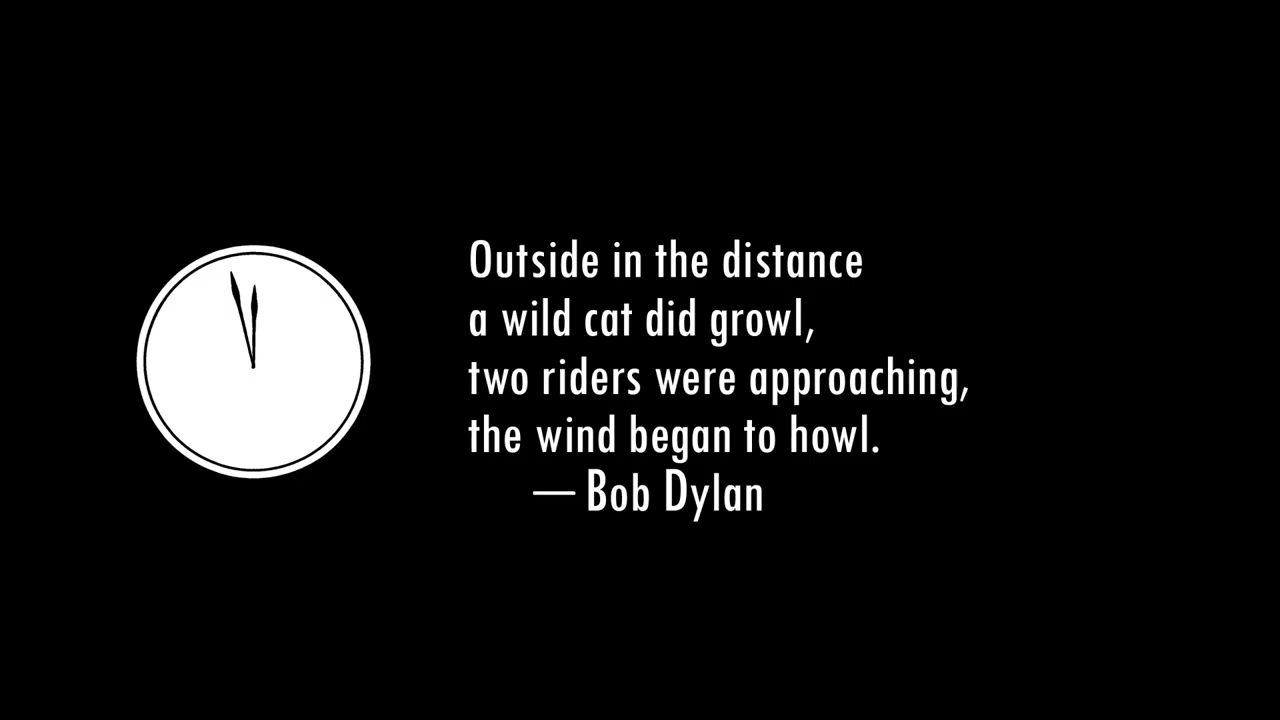 Outside in the distance
a wild cat did growl,
two riders were approaching,
the wind began to howl.
— Bob Dylan